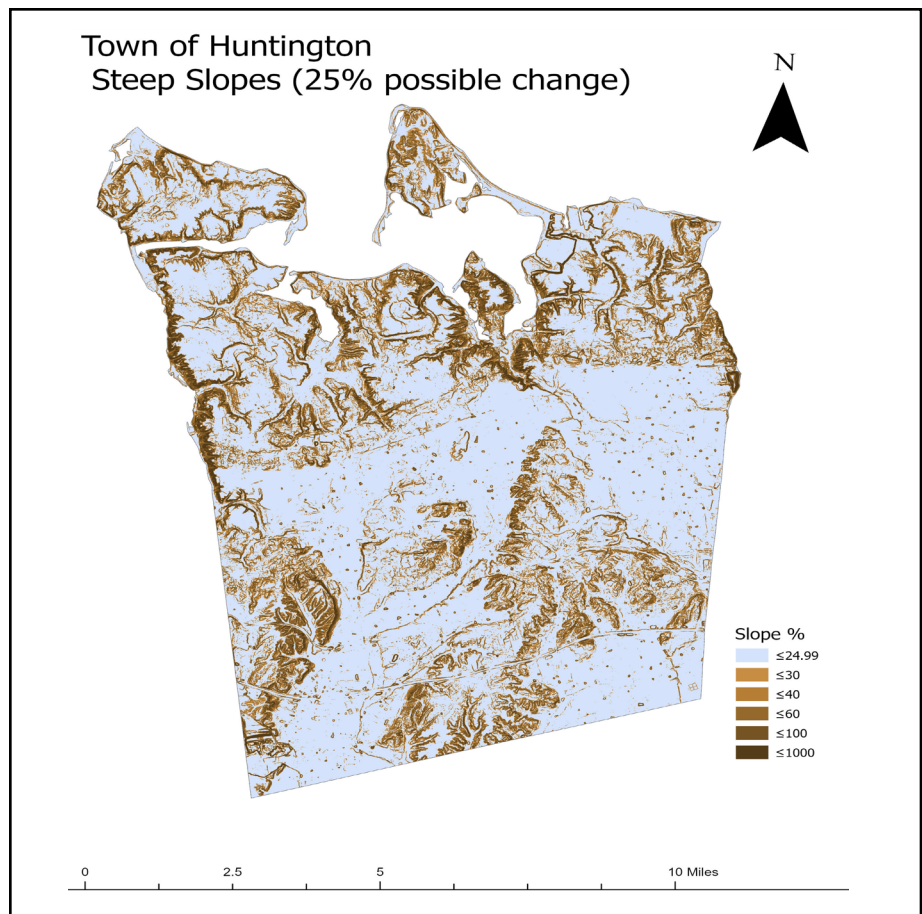 Town of Huntington
Steep Slopes (25% possible change)
N
Slope %
≤24.99
≤30
≤40
≤60
≤100
≤1000
0 2.5 5 10 Miles